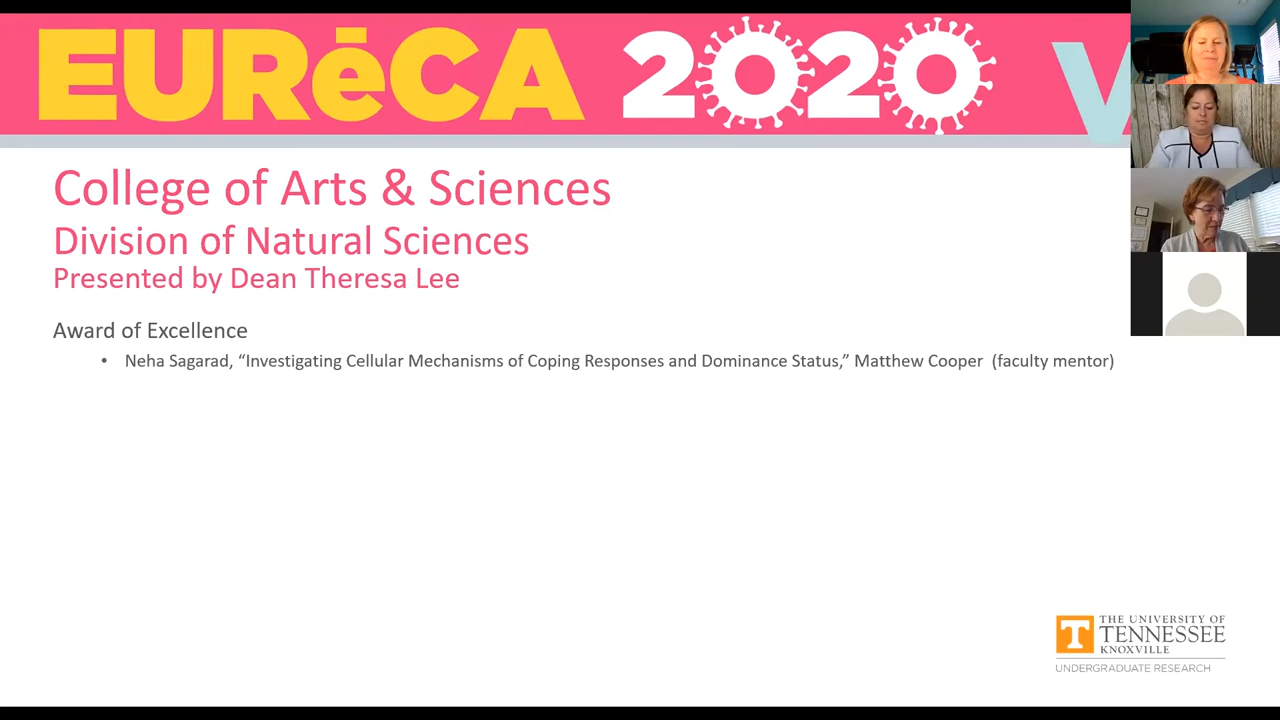 EURēCA 2020 V
College of Arts & Sciences
Division of Natural Sciences
Presented by Dean Theresa Lee
Award of Excellence
• Neha Sagarad, “Investigating Cellular Mechanisms of Coping Responses and Dominance Status,” Matthew Cooper (faculty mentor)
T
THE UNIVERSITY OF
TENNESSEE
KNOXVILLE
UNDERGRADUATE RESEARCH